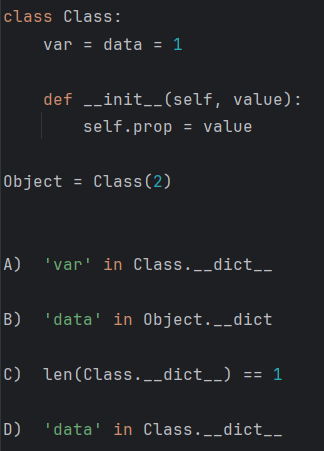 class Class:
    var = data = 1
    def __init__(self, value):
        self.prop = value
Object = Class(2)
A)  'var' in Class.__dict__
B)  'data' in Object.__dict
C)  len(Class.__dict__) == 1
D)  'data' in Class.__dict__